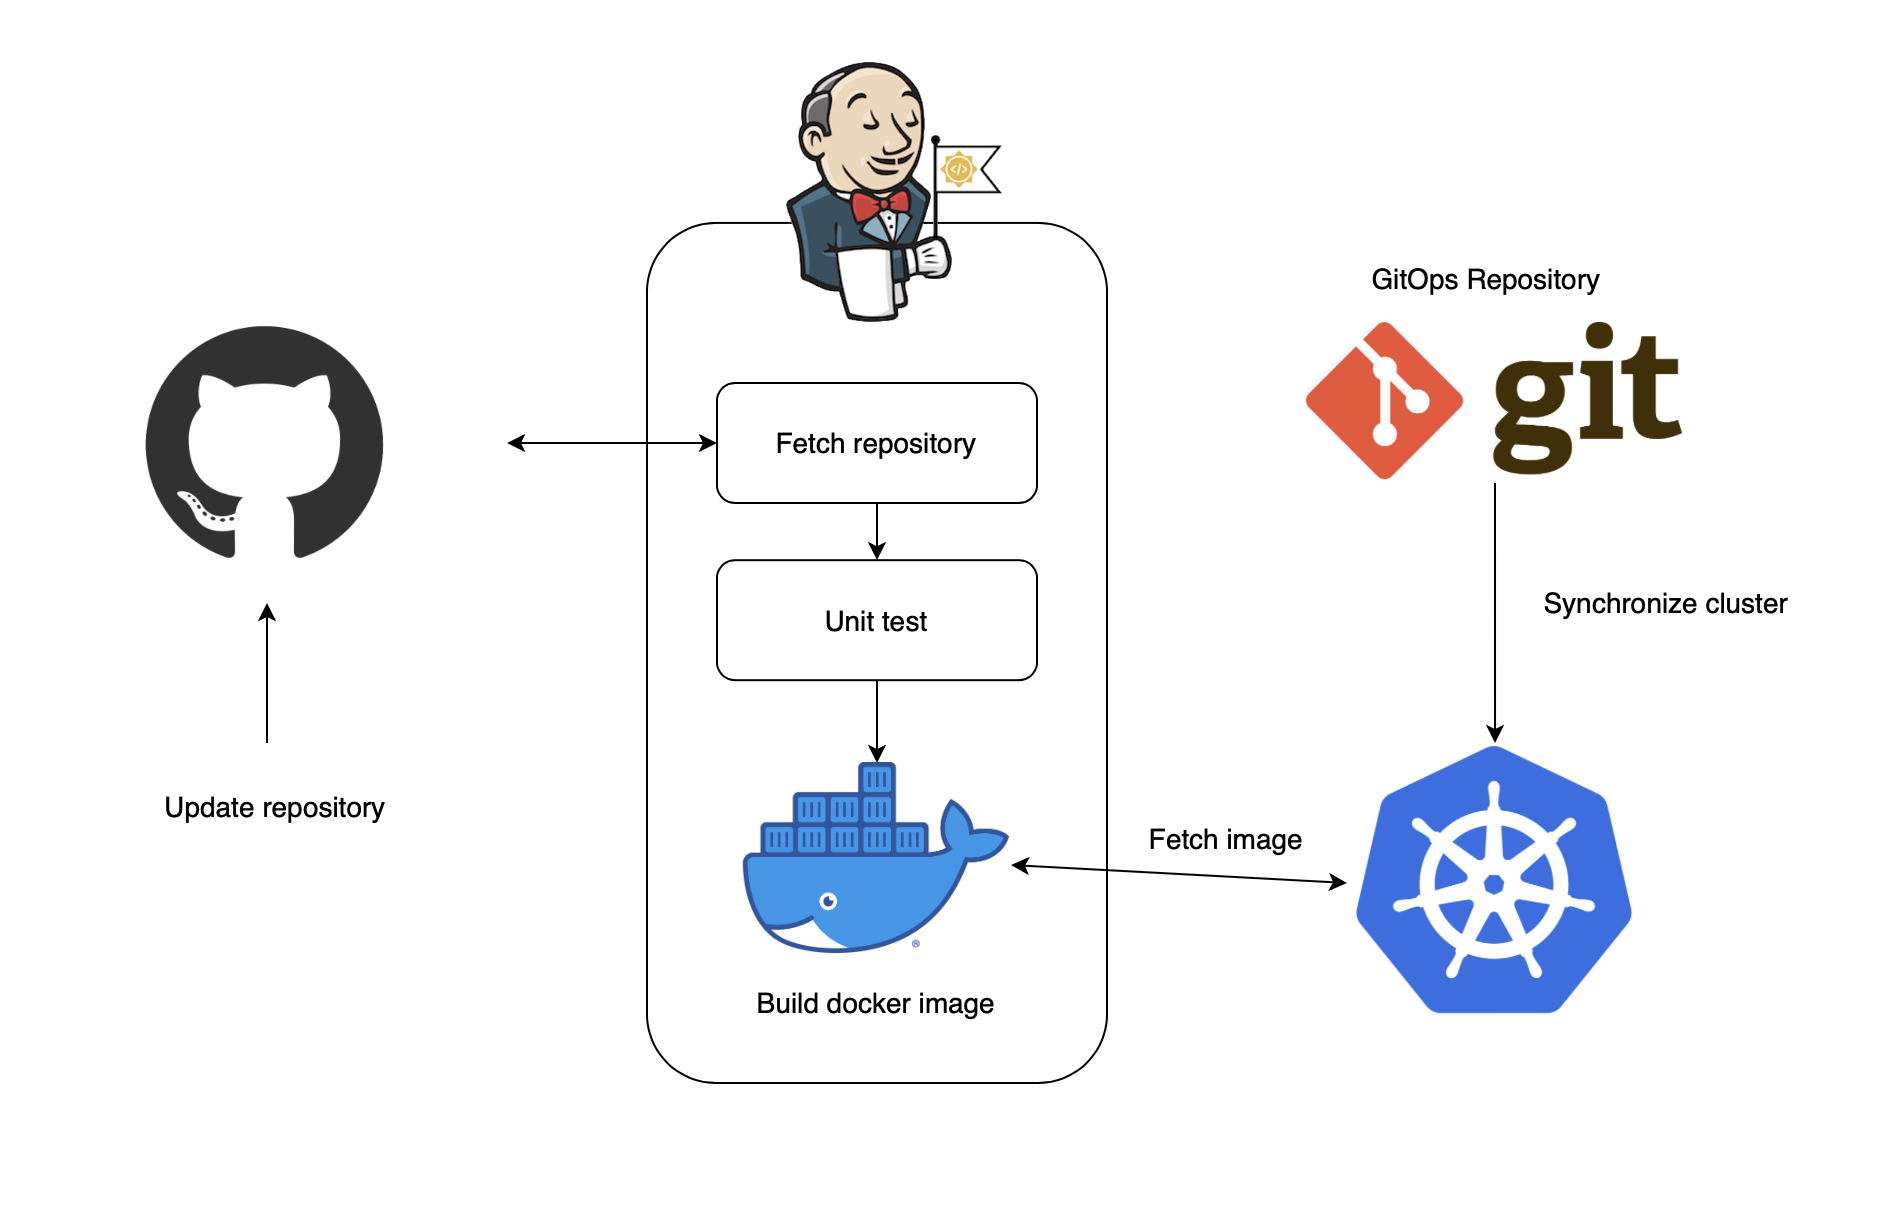 GitOps Repository
git
Fetch repository
Unit test
Synchronize cluster
Update repository
Fetch image
Build docker image